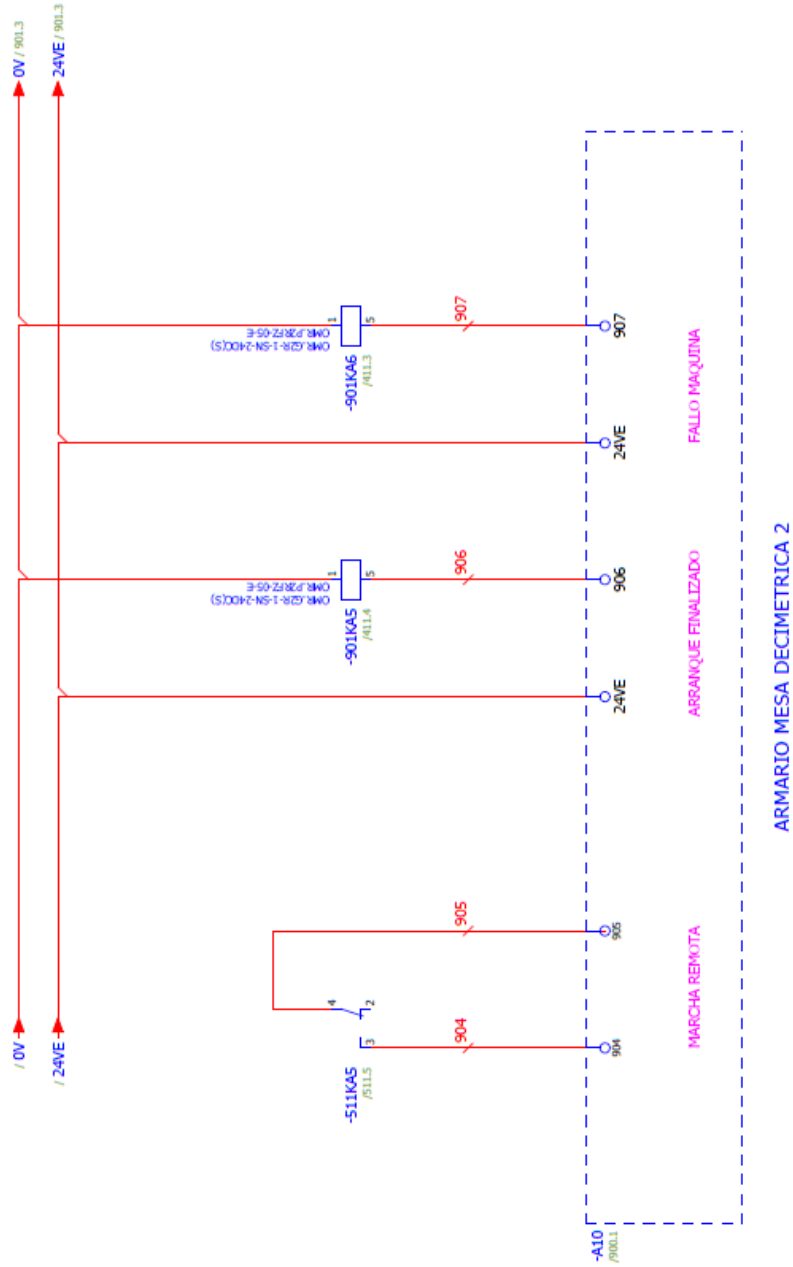 0V / 901.3
24VE / 901.3
/ 0V
/ 24VE
1
5
OMR.G2R-1-SN-24DC(S)
OMR.P2RFZ-05-E
-901KA6
/411.3
907
1
5
OMR.G2R-1-SN-24DC(S)
OMR.P2RFZ-05-E
-901KA5
/411.4
906
4
2
3
-511KA5
/511.5
905
904
907
24VE
906
24VE
905
904
FALLO MAQUINA
ARRANQUE FINALIZADO
MARCHA REMOTA
-A10
/900.1
ARMARIO MESA DECIMETRICA 2